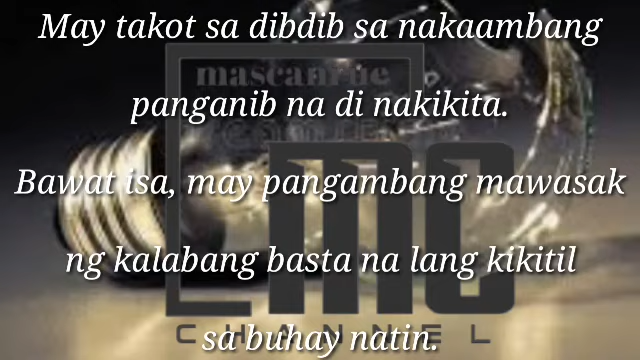 May takot sa dibdib sa nakaambang
panganib na di nakikita.
Bawat isa, may pangambang mawasak
ng kalabang basta na lang kikitil
sa buhay natin.
mascanrue
MC
CHANNEL